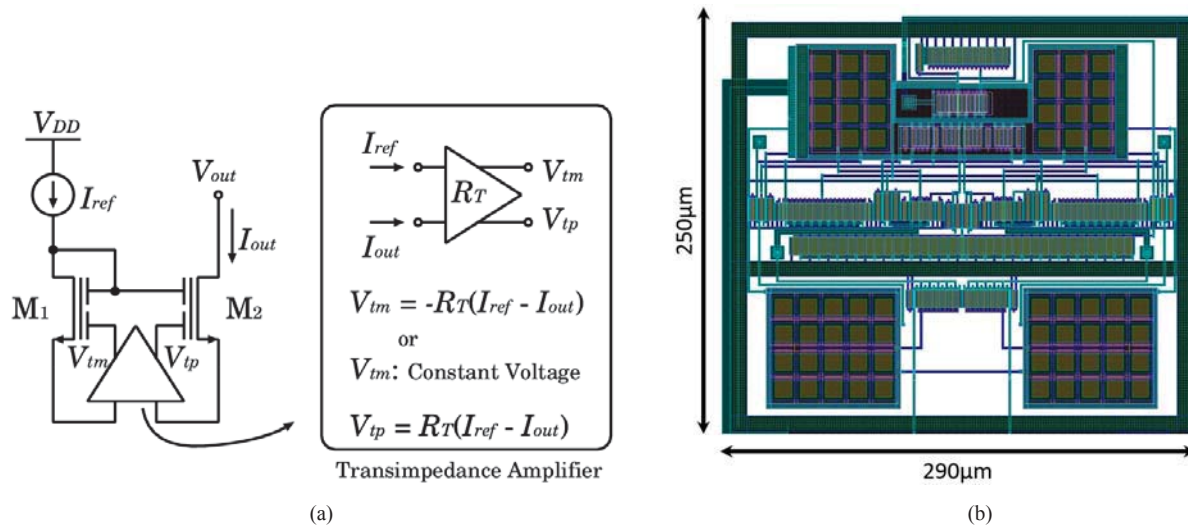 V_DD
I_ref
V_out
I_out
M_1
M_2
V_tm
V_tp
I_ref
R_T
V_tm
I_out
V_tp
V_tm = -R_T(I_ref - I_out)
or
V_tm: Constant Voltage
V_tp = R_T(I_ref - I_out)
Transimpedance Amplifier
(a)
250µm
290µm
(b)